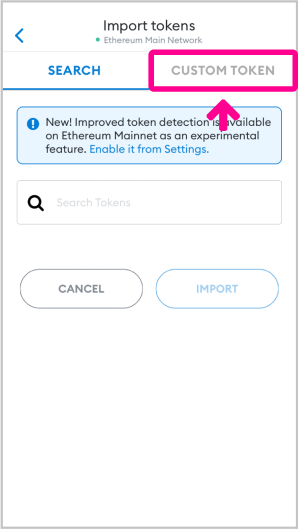 Import tokens
Ethereum Main Network
SEARCH
CUSTOM TOKEN
New! Improved token detection is available
on Ethereum Mainnet as an experimental
feature. Enable it from Settings.
Search Tokens
CANCEL
IMPORT